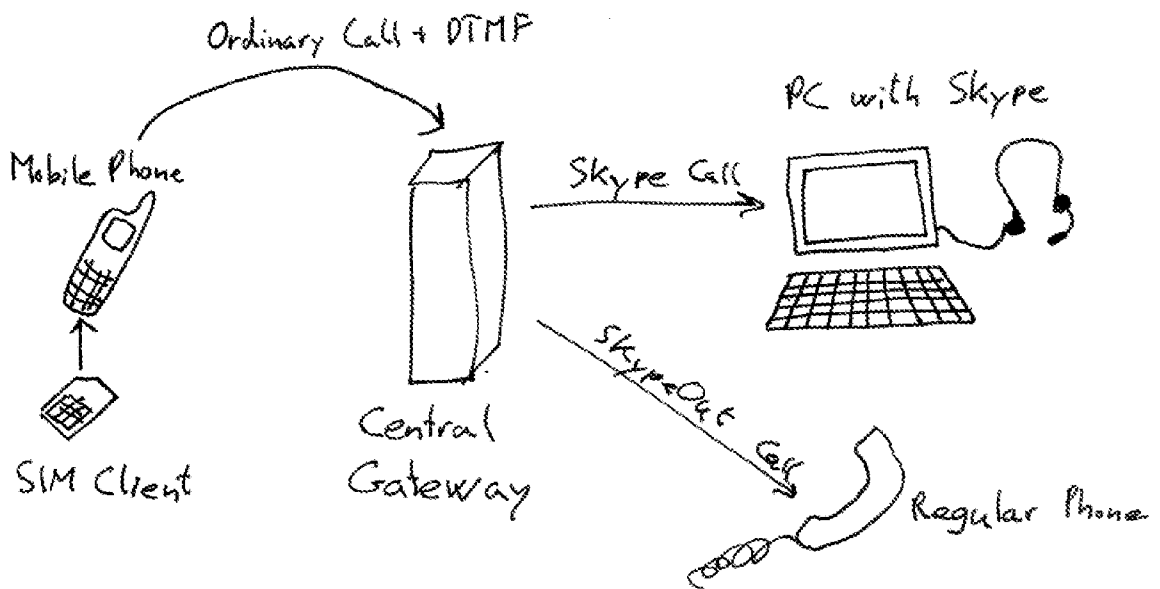 Ordinary Call + DTMF
PC with Skype
Mobile Phone
Skype Call
SkypeOut Call
Central
Gateway
SIM Client
Regular Phone